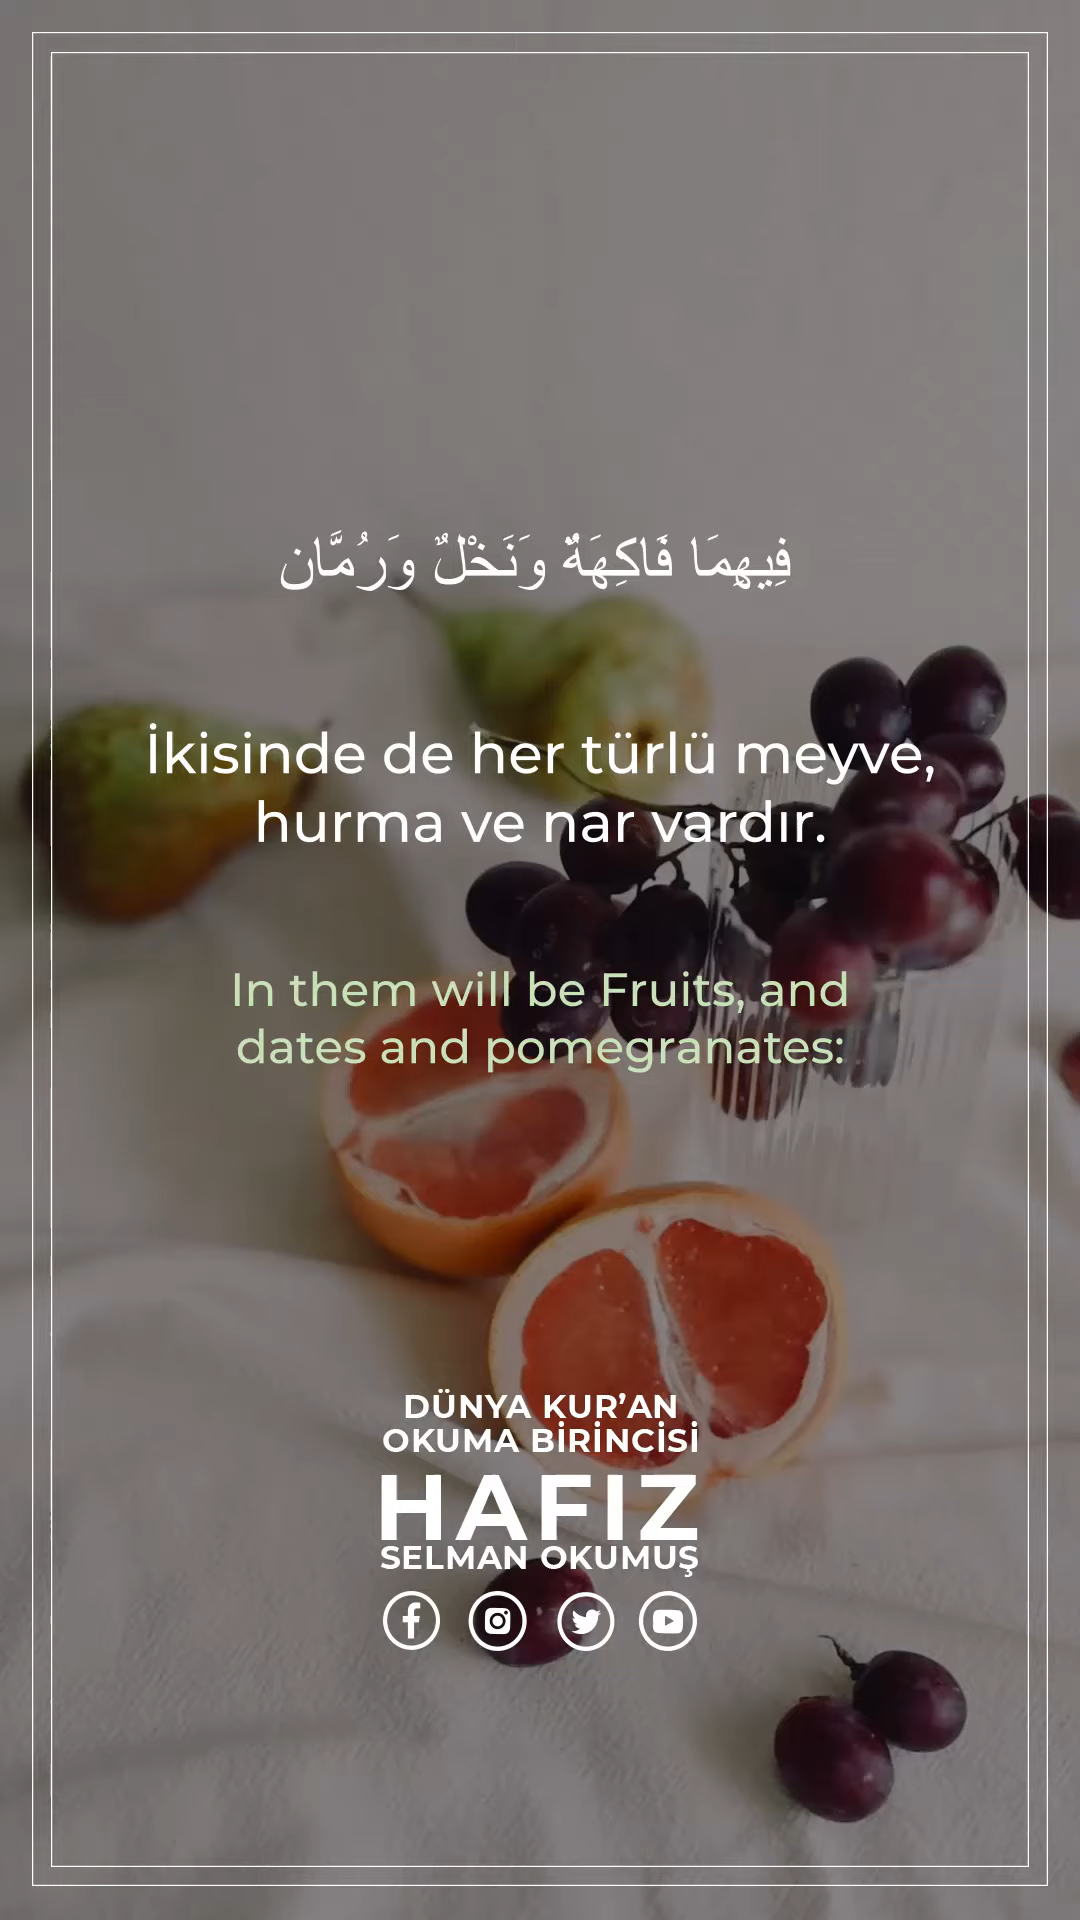 فِيهِمَا فَاكِهَةٌ وَنَخْلٌ وَرُمَّان
İkisinde de her türlü meyve,
hurma ve nar vardır.
In them will be Fruits, and
dates and pomegranates:
DÜNYA KUR’AN
OKUMA BİRİNCİSİ
HAFIZ
SELMAN OKUMUŞ